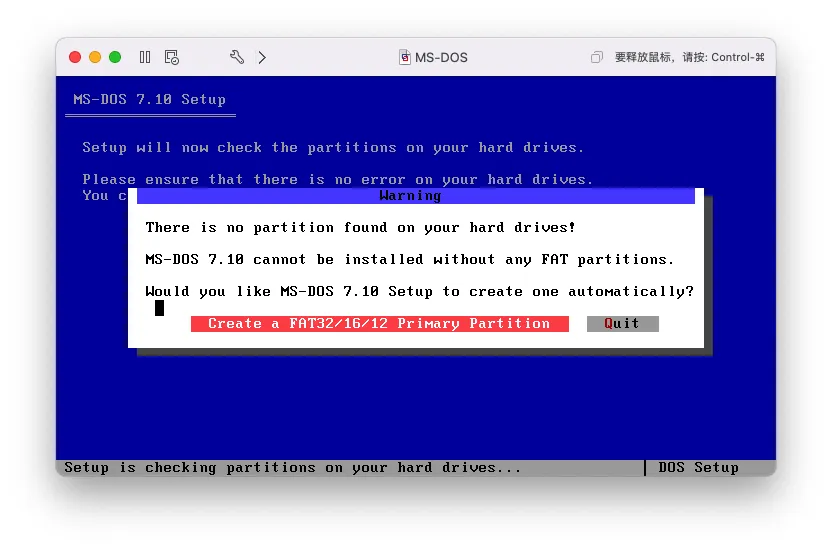 MS-DOS
要释放鼠标，请按: Control-⌘
MS-DOS 7.10 Setup
Setup will now check the partitions on your hard drives.
Please ensure that there is no error on your hard drives.
You c
Warning
There is no partition found on your hard drives!
MS-DOS 7.10 cannot be installed without any FAT partitions.
Would you like MS-DOS 7.10 Setup to create one automatically?
Create a FAT32/16/12 Primary Partition Quit
Setup is checking partitions on your hard drives... DOS Setup